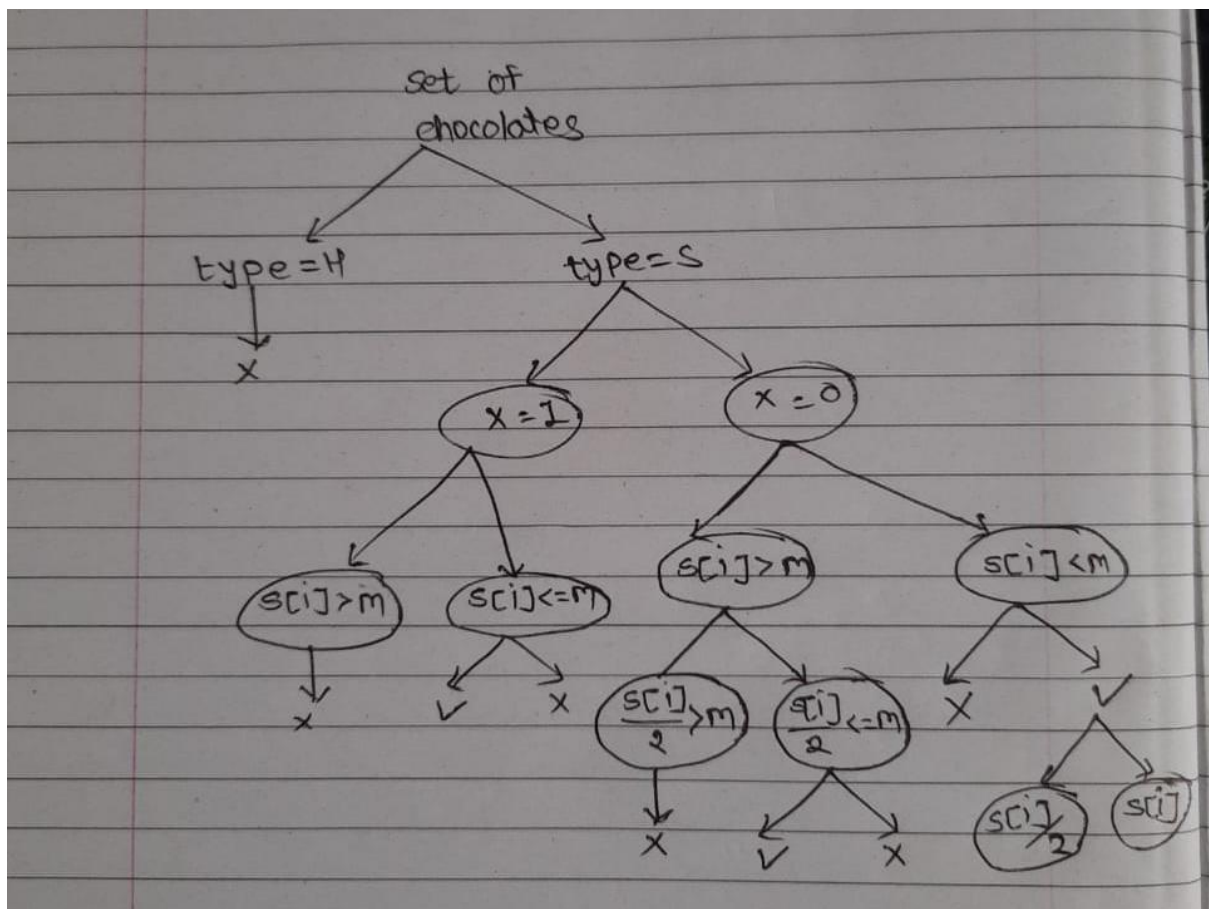 set of
chocolates
type=H
type=S
x
x = 1
x = 0
s[i]>m
s[i]<=m
s[i]>m
s[i]<m
x
✓
x
s[i]/2 >m
s[i]/2 <=m
x
✓
x
✓
x
s[i]/2
s[i]